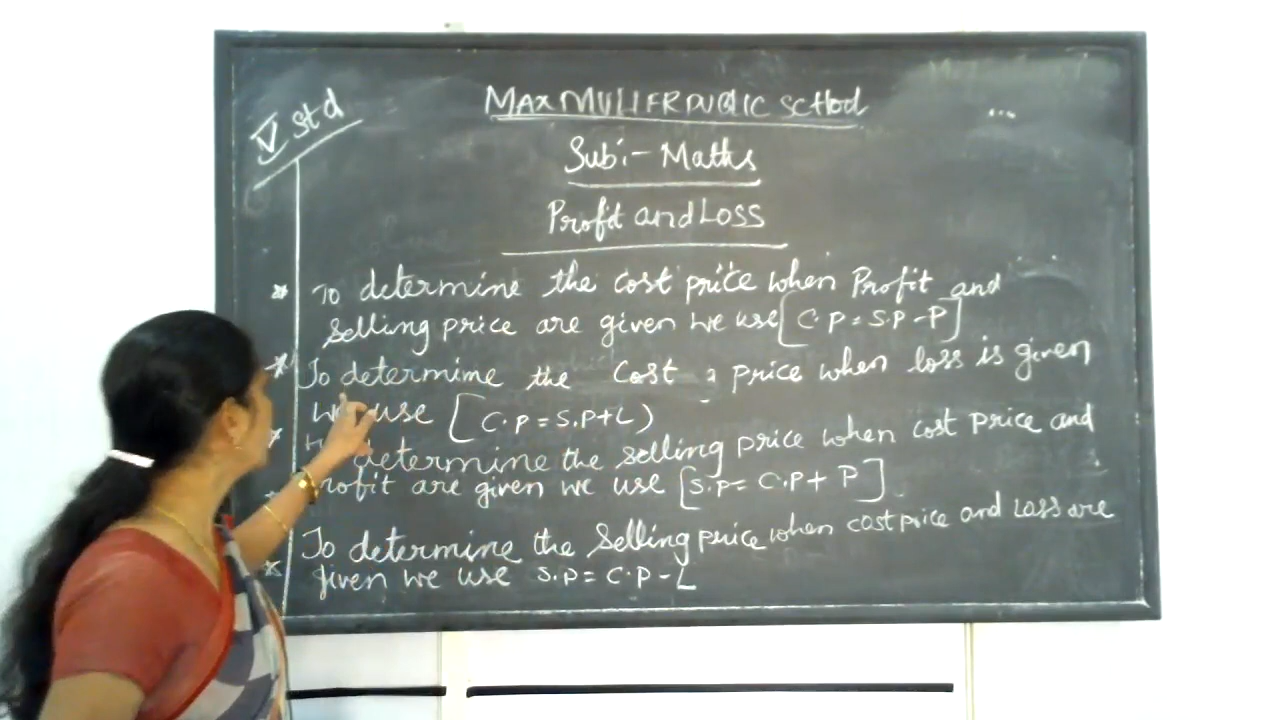 V std
MAX MULLER PUBLIC SCHOOL
Sub:- Maths
Profit and Loss
* To determine the cost price when Profit and
selling price are given we use [C.P = S.P - P]
* To determine the cost price when loss is given
we use [C.P = S.P + L)
* determine the selling price when cost price and
rofit are given we use [S.P = C.P + P]
* To determine the selling price when cost price and Loss are
given we use S.P = C.P - L